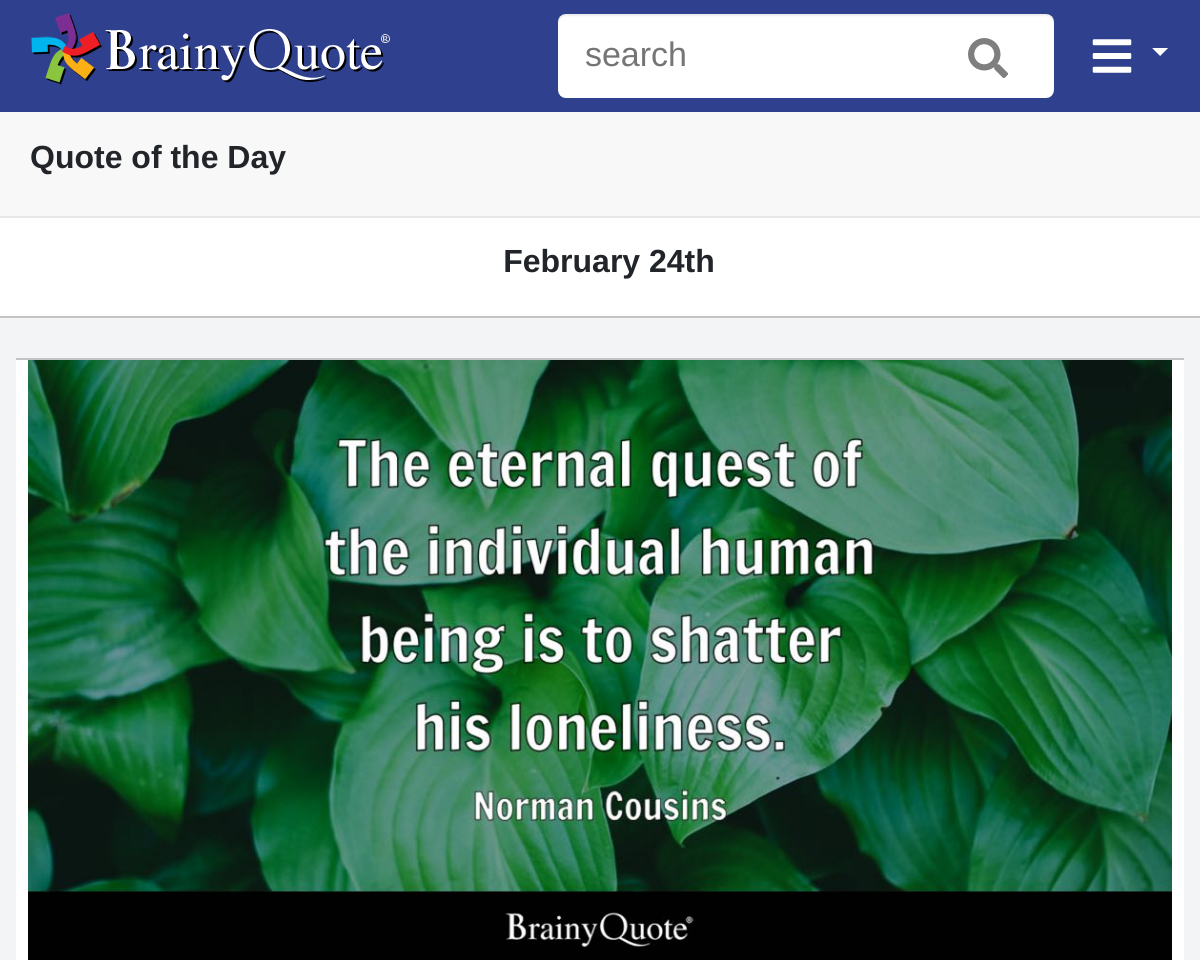 BrainyQuote®
search
Quote of the Day
February 24th
The eternal quest of
the individual human
being is to shatter
his loneliness.
Norman Cousins
BrainyQuote®